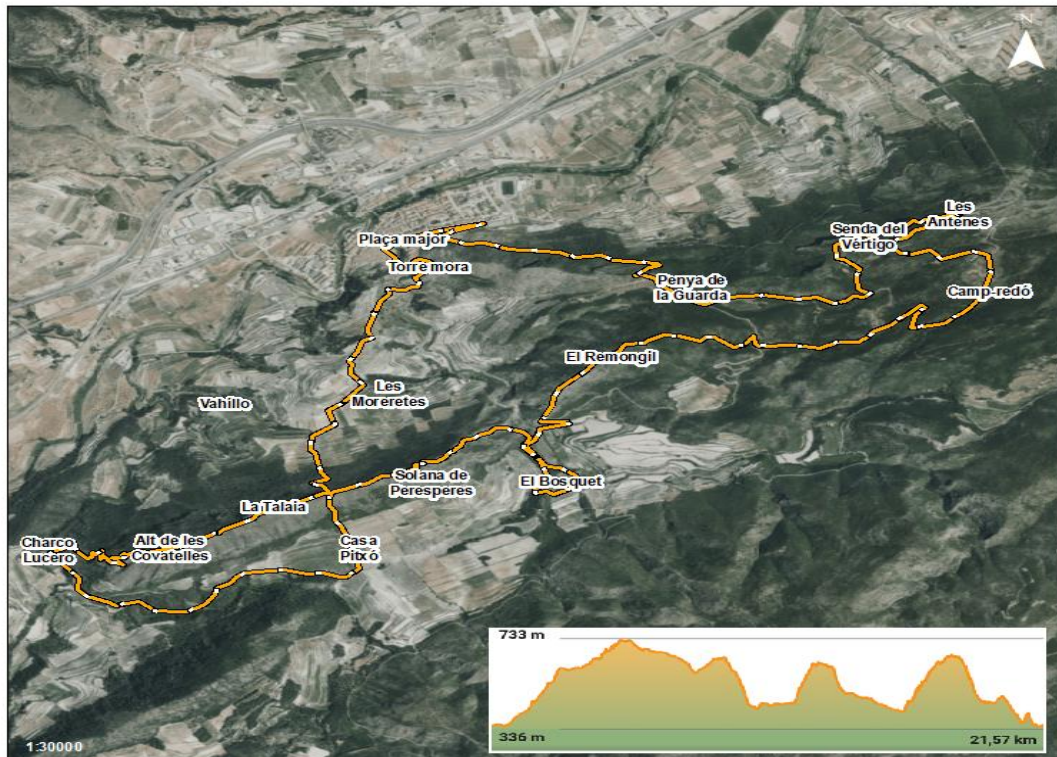 N
Les
Antenes
Senda del
Vértigo
Plaça major
Torre mora
Penya de
la Guarda
Camp-redó
El Remongil
Les
Moreretes
Vahíllo
Solana de
Peresperes
El Bosquet
La Talaia
Charco
Lucero
Alt de les
Covatelles
Casa
Pitxó
733 m
336 m
21,57 km
1:30000